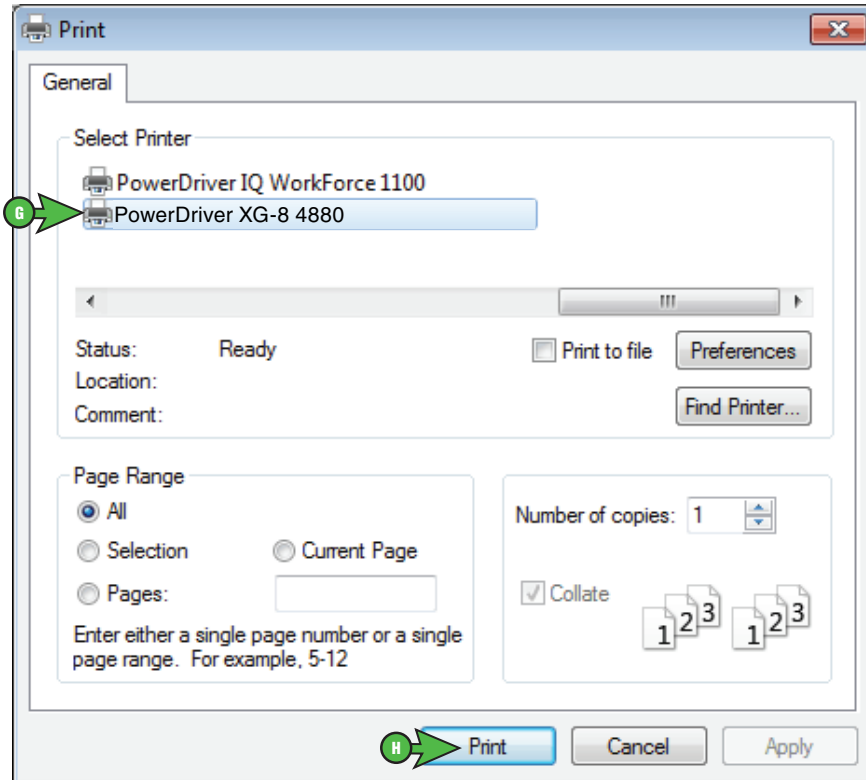 Print
General
Select Printer
PowerDriver IQ WorkForce 1100
G
PowerDriver XG-8 4880
Status: Ready
Print to file
Preferences
Location:
Comment:
Find Printer...
Page Range
All
Selection
Current Page
Pages:
Enter either a single page number or a single
page range. For example, 5-12
Number of copies: 1
Collate
1 2 3 1 2 3
H
Print
Cancel
Apply